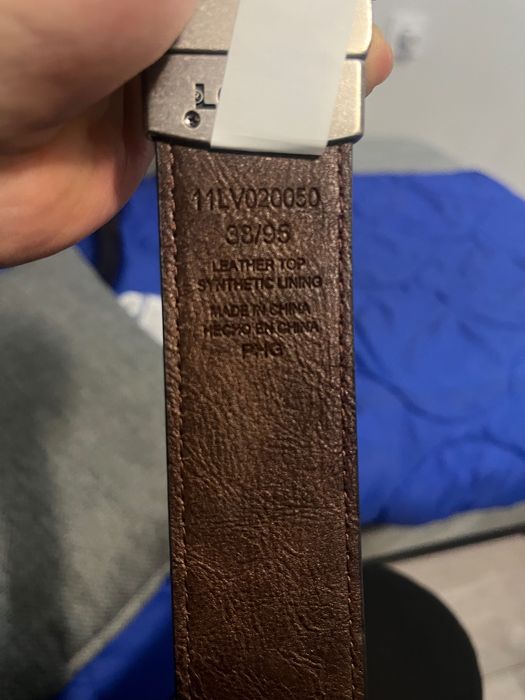 11LV020050
38/95
LEATHER TOP
SYNTHETIC LINING
MADE IN CHINA
HECHO EN CHINA
PHG